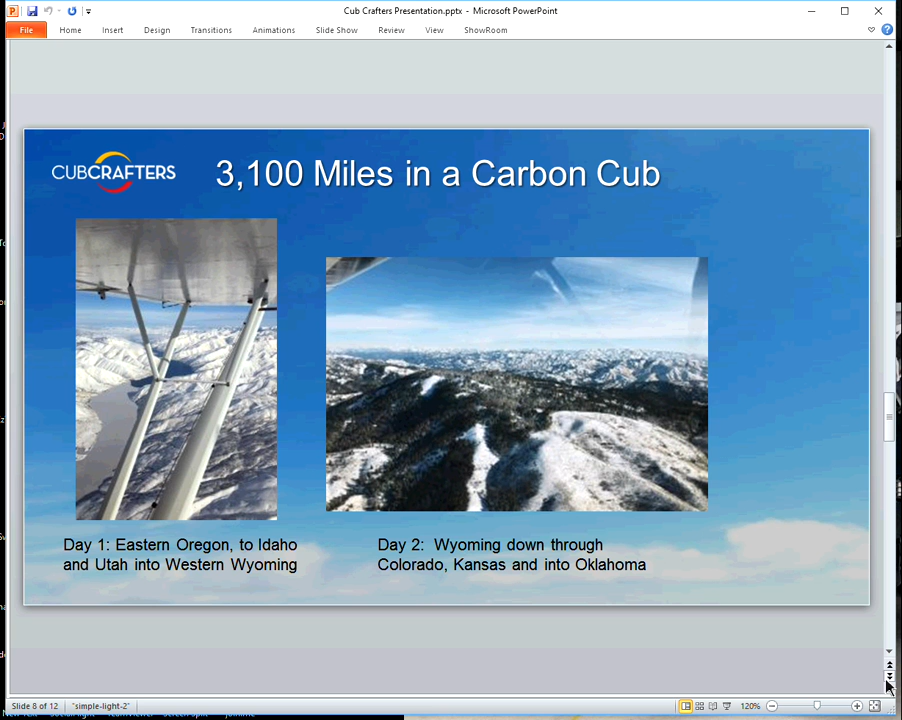 Cub Crafters Presentation.pptx - Microsoft PowerPoint
File Home Insert Design Transitions Animations Slide Show Review View ShowRoom
CUBCRAFTERS
3,100 Miles in a Carbon Cub
Day 1: Eastern Oregon, to Idaho
and Utah into Western Wyoming
Day 2: Wyoming down through
Colorado, Kansas and into Oklahoma
Slide 8 of 12 "simple-light-2" 120%